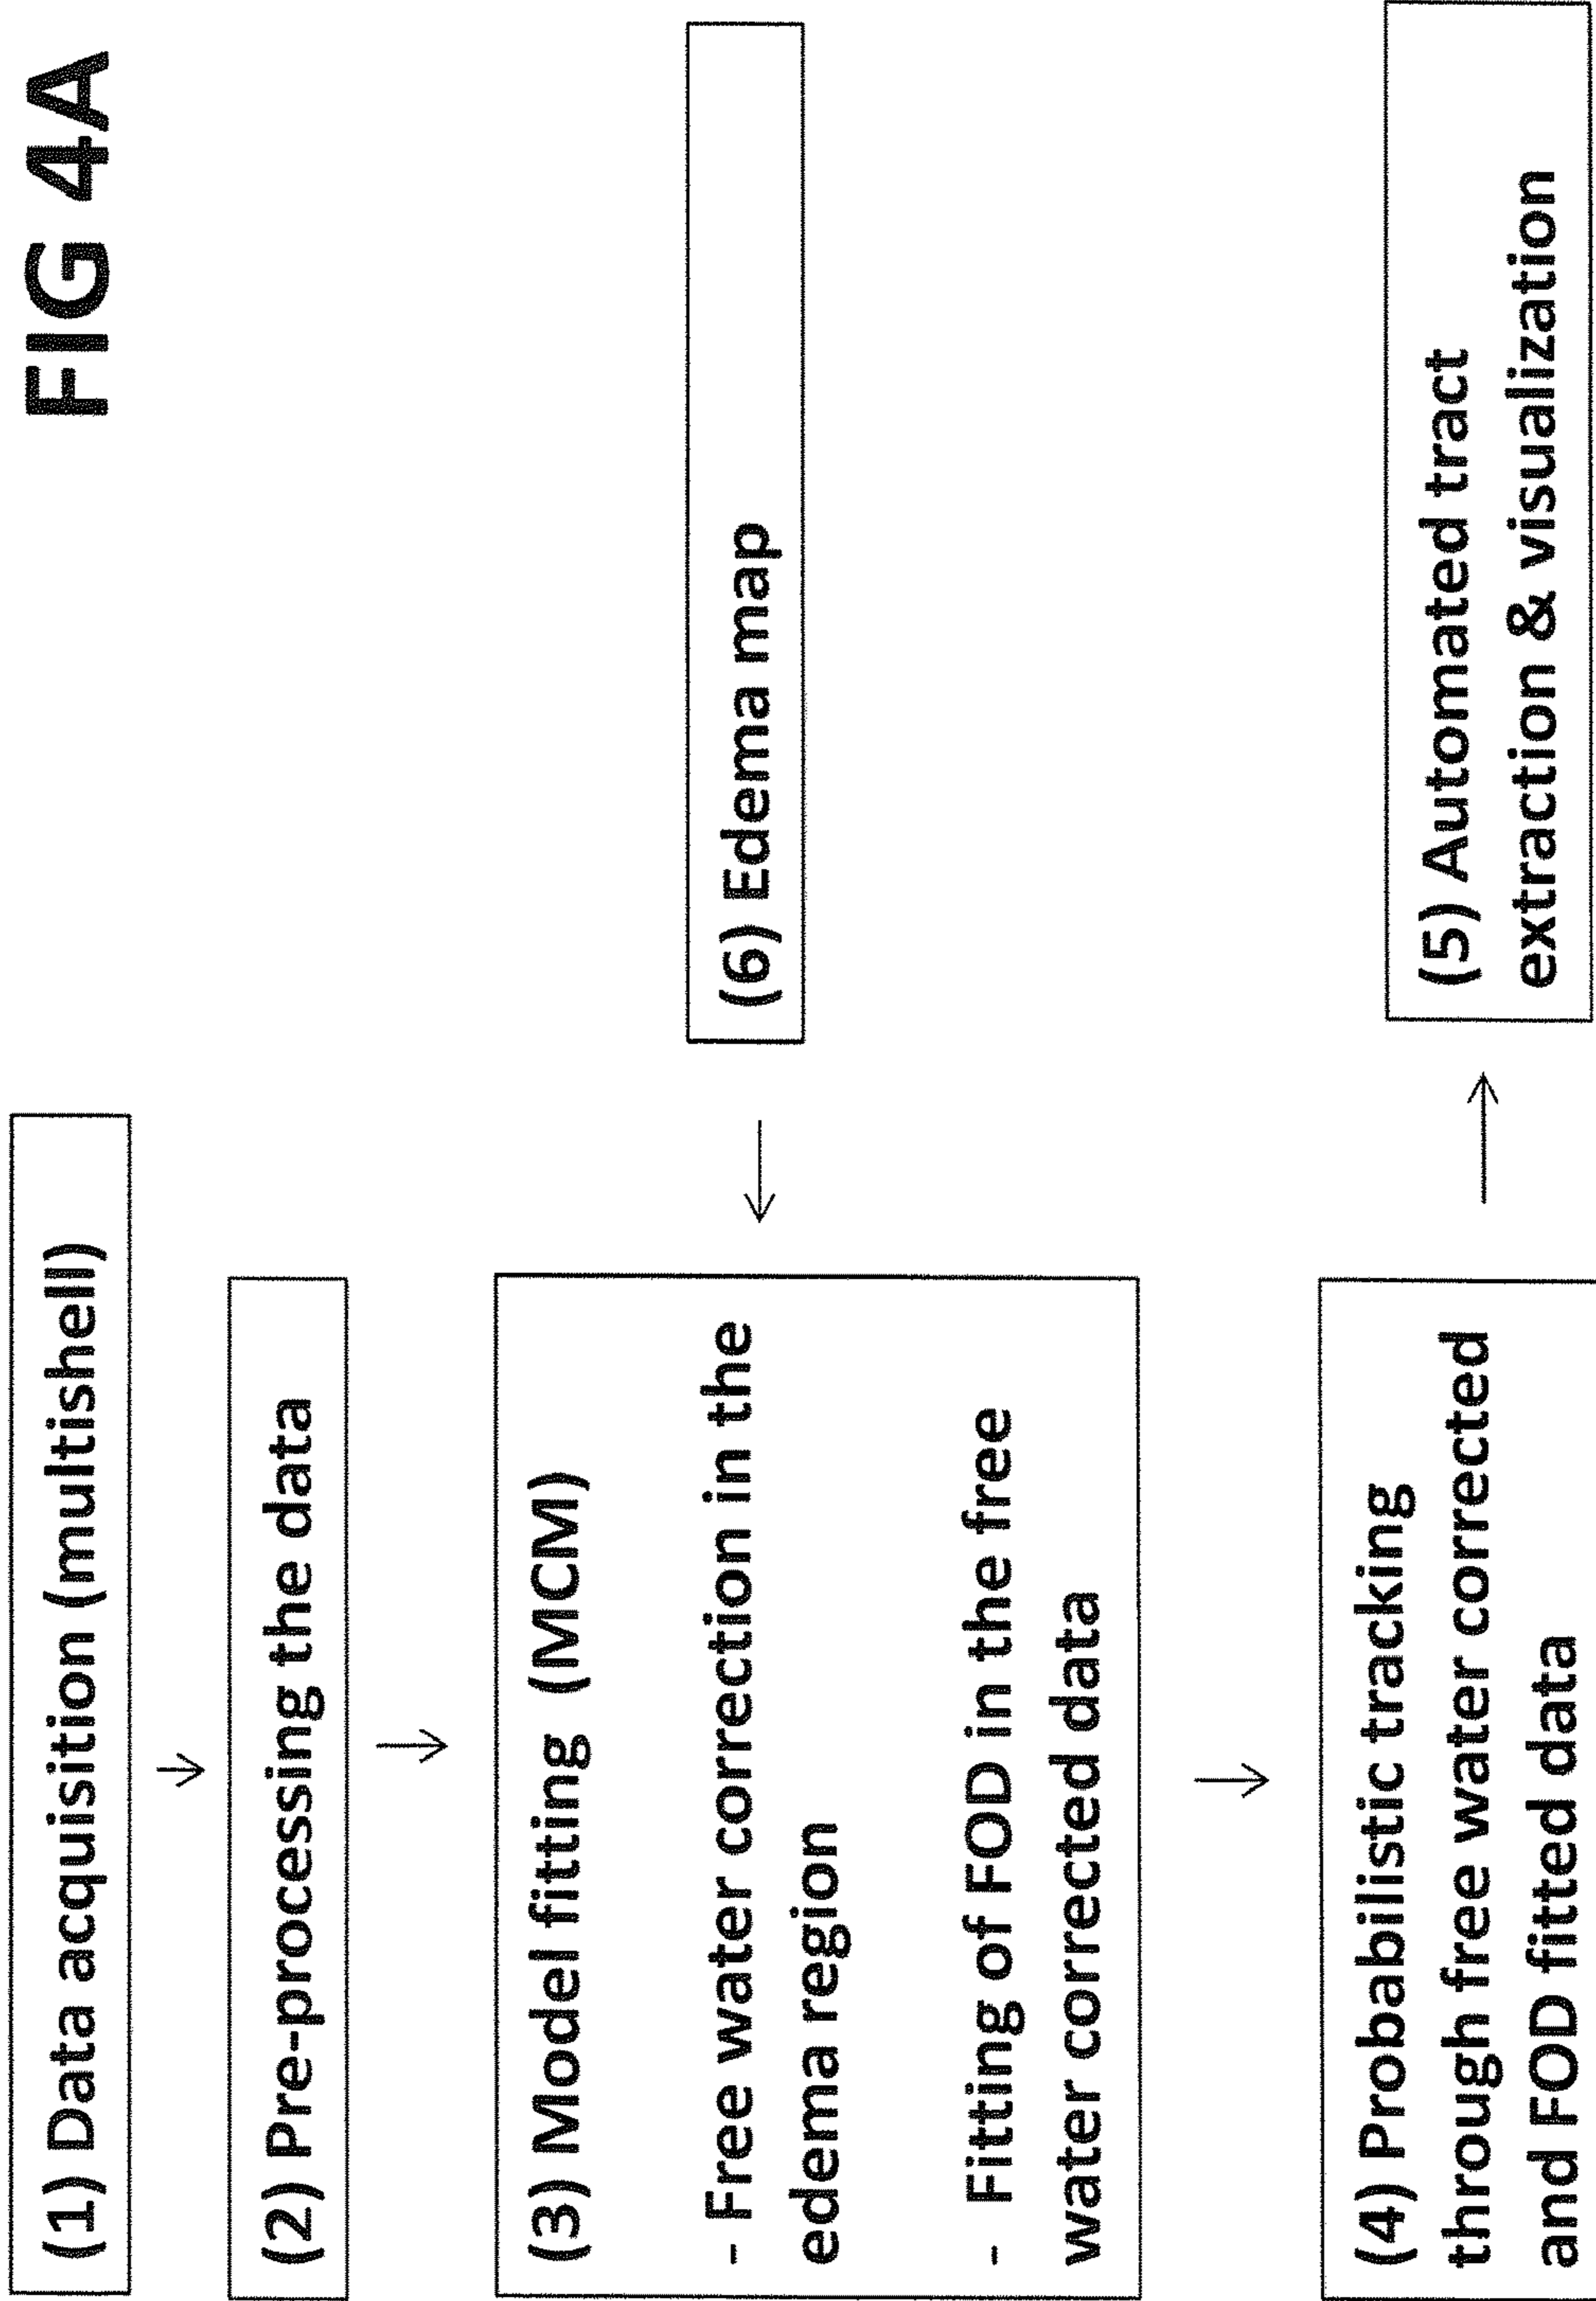 FIG 4A
(1) Data acquisition (multishell)
(2) Pre-processing the data
(3) Model fitting (MCM)
- Free water correction in the
edema region
- Fitting of FOD in the free
water corrected data
(6) Edema map
(4) Probabilistic tracking
through free water corrected
and FOD fitted data
(5) Automated tract
extraction & visualization